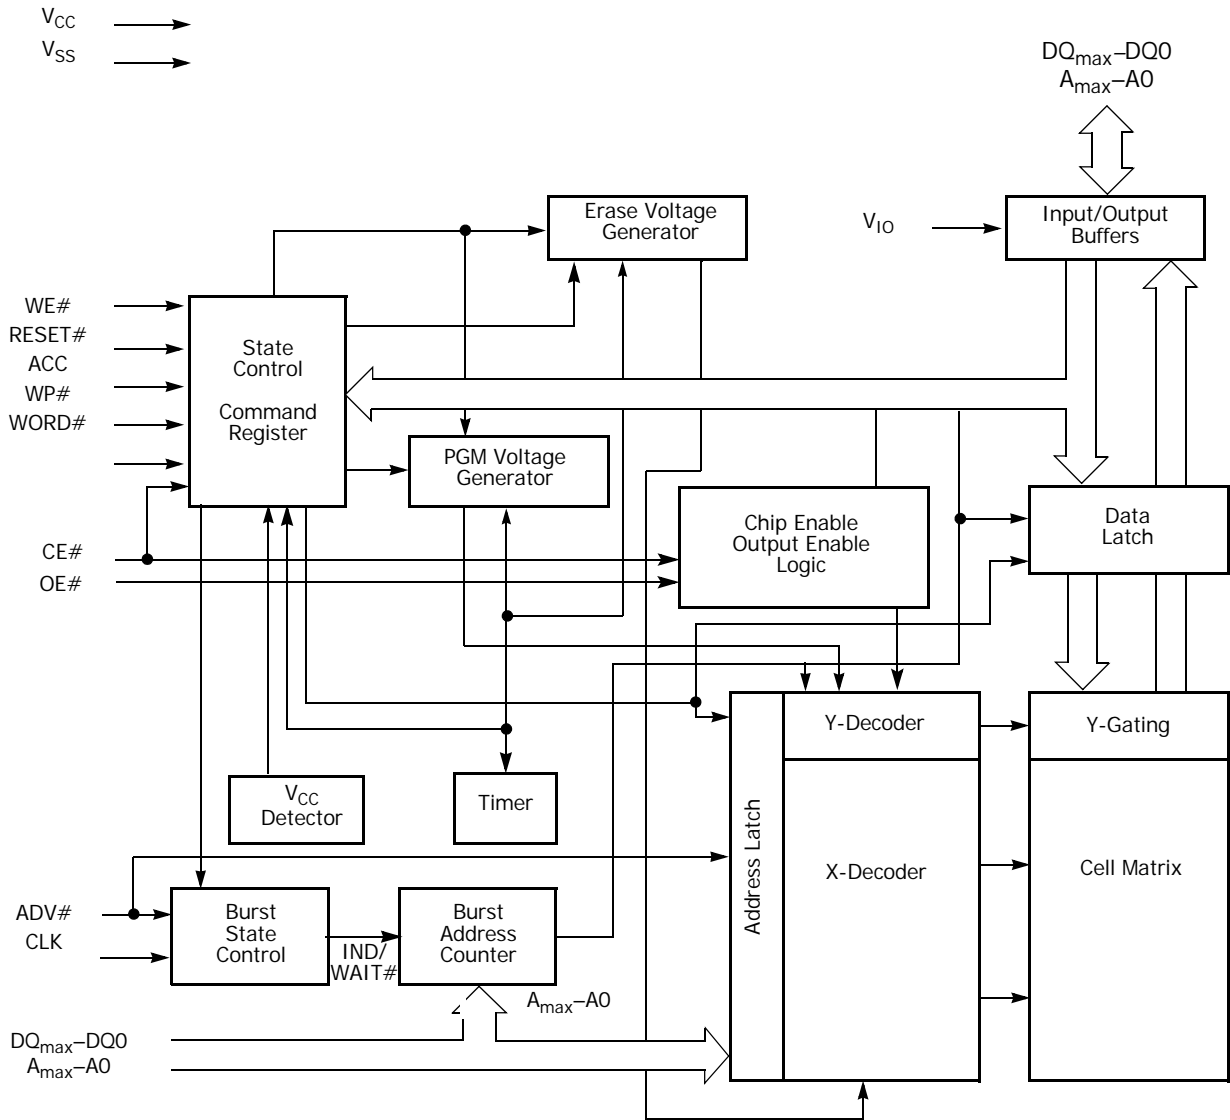 VCC
VSS
DQmax–DQ0
Amax–A0
Erase Voltage
Generator
VIO
Input/Output
Buffers
WE#
RESET#
ACC
WP#
WORD#
State
Control
Command
Register
PGM Voltage
Generator
Chip Enable
Output Enable
Logic
Data
Latch
CE#
OE#
Y-Decoder
Y-Gating
VCC
Detector
Timer
Address Latch
X-Decoder
Cell Matrix
ADV#
CLK
Burst
State
Control
IND/
WAIT#
Burst
Address
Counter
Amax–A0
DQmax–DQ0
Amax–A0